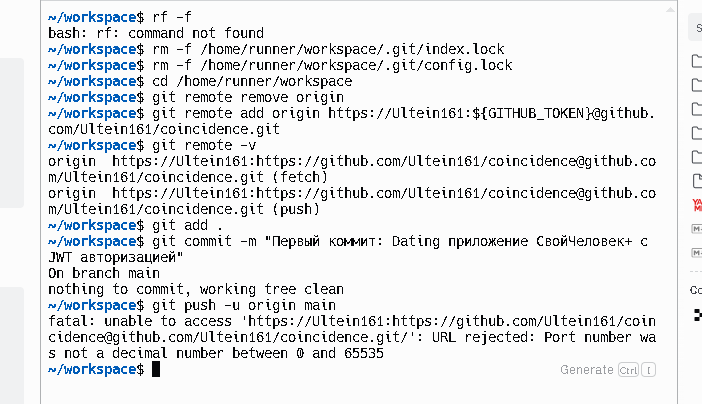 ~/workspace$ rf -f
bash: rf: command not found
~/workspace$ rm -f /home/runner/workspace/.git/index.lock
~/workspace$ rm -f /home/runner/workspace/.git/config.lock
~/workspace$ cd /home/runner/workspace
~/workspace$ git remote remove origin
~/workspace$ git remote add origin https://Ultein161:${GITHUB_TOKEN}@github.
com/Ultein161/coincidence.git
~/workspace$ git remote -v
origin  https://Ultein161:https://github.com/Ultein161/coincidence@github.co
m/Ultein161/coincidence.git (fetch)
origin  https://Ultein161:https://github.com/Ultein161/coincidence@github.co
m/Ultein161/coincidence.git (push)
~/workspace$ git add .
~/workspace$ git commit -m "Первый коммит: Dating приложение СвойЧеловек+ с
JWT авторизацией"
On branch main
nothing to commit, working tree clean
~/workspace$ git push -u origin main
fatal: unable to access 'https://Ultein161:https://github.com/Ultein161/coin
cidence@github.com/Ultein161/coincidence.git/': URL rejected: Port number wa
s not a decimal number between 0 and 65535
~/workspace$
Generate Ctrl I